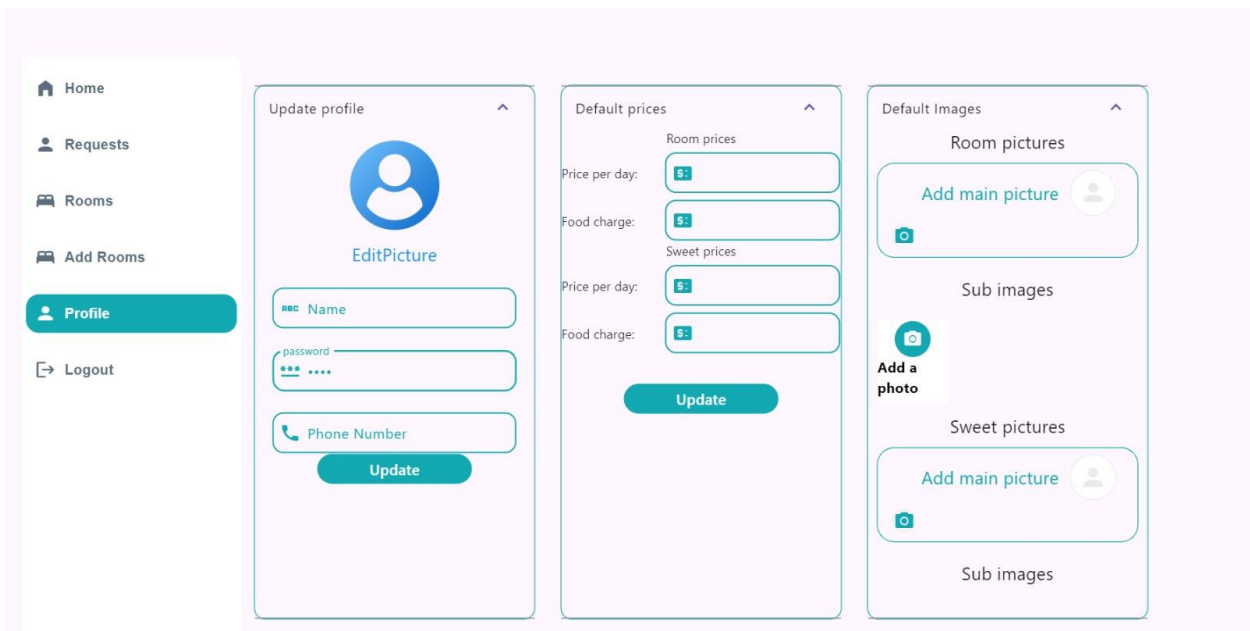 Home
Requests
Rooms
Add Rooms
Profile
Logout
Update profile
EditPicture
ABC Name
password
Phone Number
Update
Default prices
Room prices
Price per day:
Food charge:
Sweet prices
Price per day:
Food charge:
Update
Default Images
Room pictures
Add main picture
Sub images
Add a
photo
Sweet pictures
Add main picture
Sub images